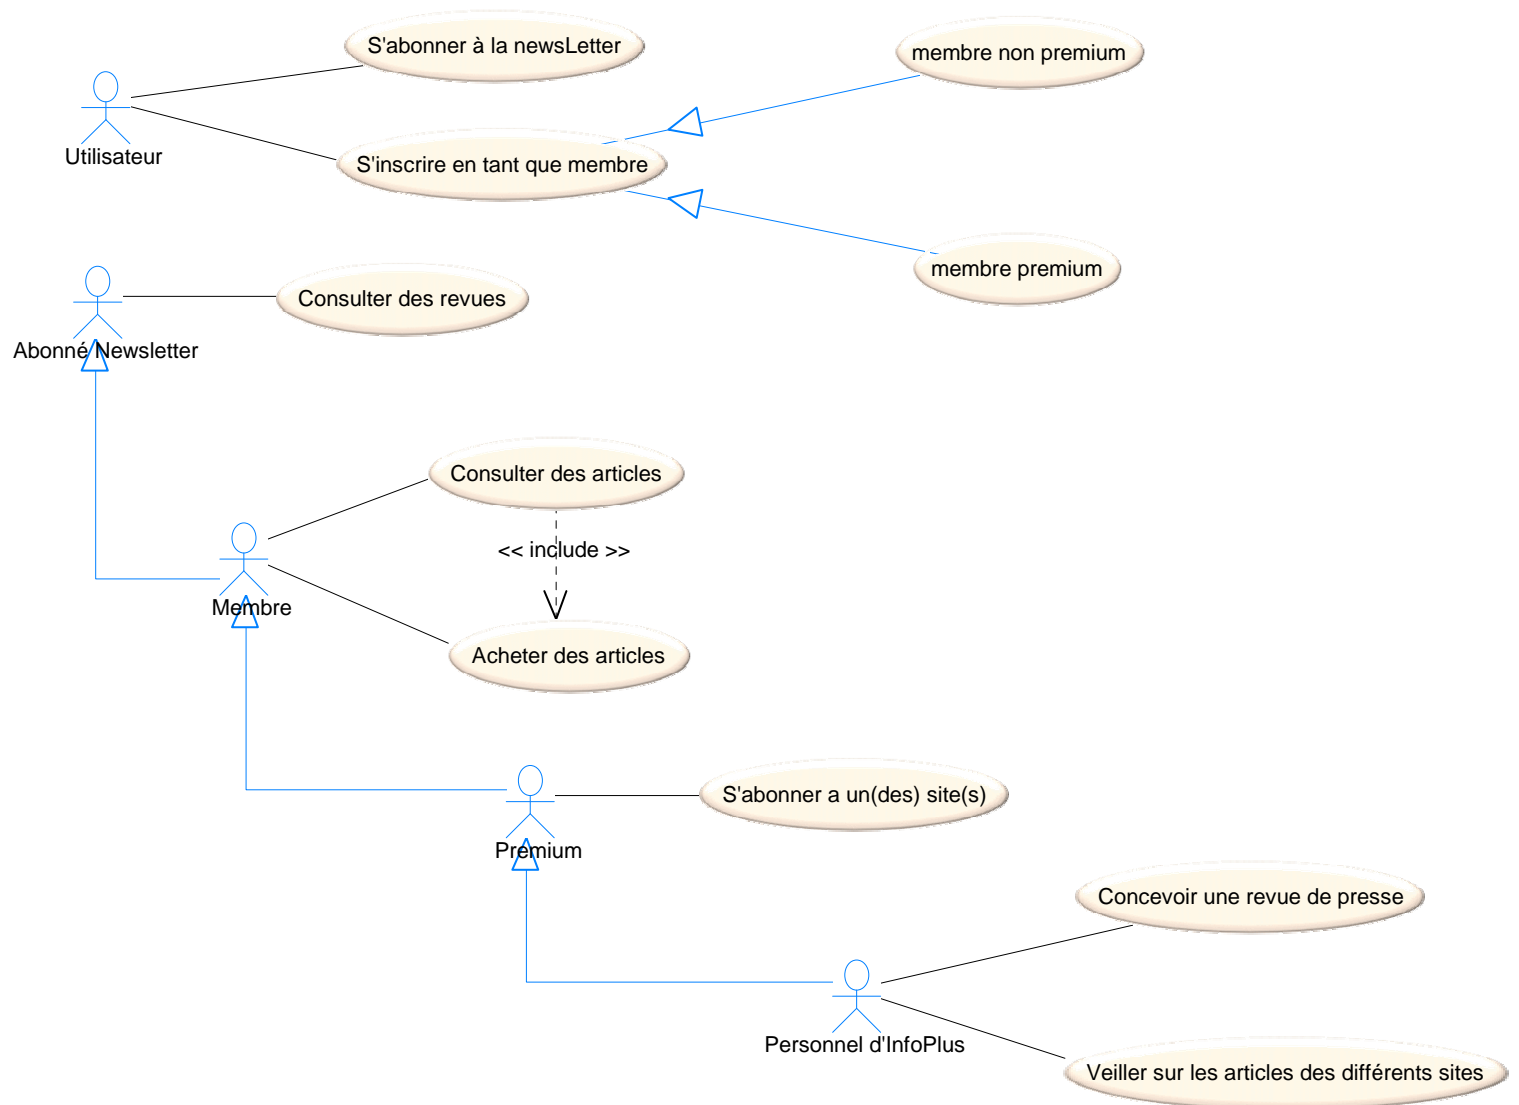 S'abonner à la newsLetter
membre non premium
Utilisateur
S'inscrire en tant que membre
membre premium
Consulter des revues
Abonné Newsletter
Consulter des articles
<< include >>
Membre
Acheter des articles
S'abonner a un(des) site(s)
Premium
Concevoir une revue de presse
Personnel d'InfoPlus
Veiller sur les articles des différents sites